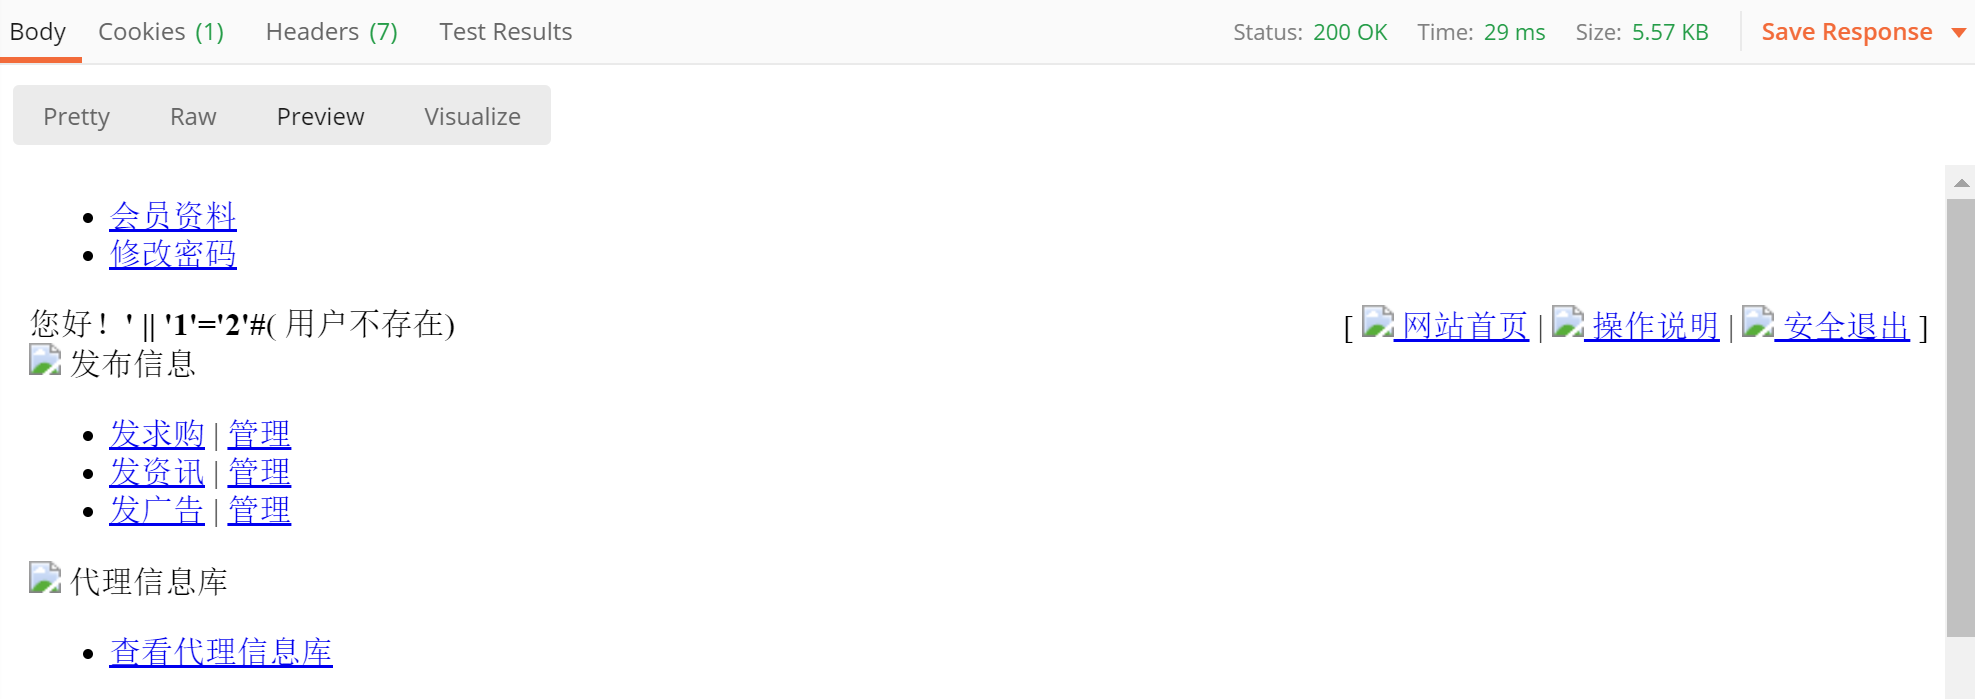 Body Cookies (1) Headers (7) Test Results Status: 200 OK Time: 29 ms Size: 5.57 KB Save Response
Pretty Raw Preview Visualize
会员资料
修改密码
您好！' || '1'='2'#( 用户不存在) [ 网站首页 | 操作说明 | 安全退出 ]
发布信息
发求购 | 管理
发资讯 | 管理
发广告 | 管理
代理信息库
查看代理信息库